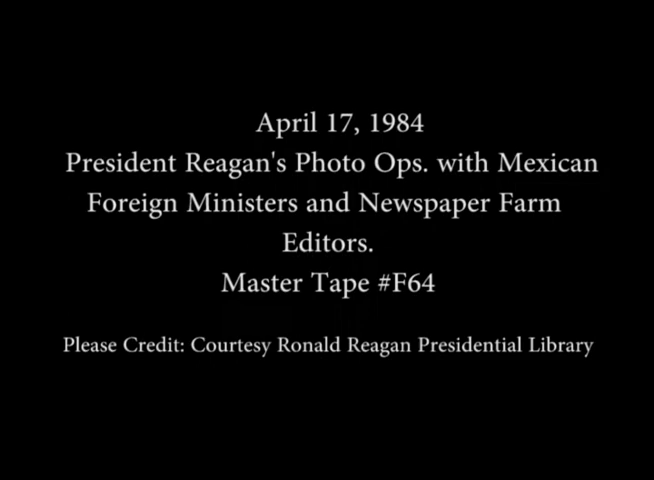 April 17, 1984
President Reagan's Photo Ops. with Mexican
Foreign Ministers and Newspaper Farm
Editors.
Master Tape #F64
Please Credit: Courtesy Ronald Reagan Presidential Library